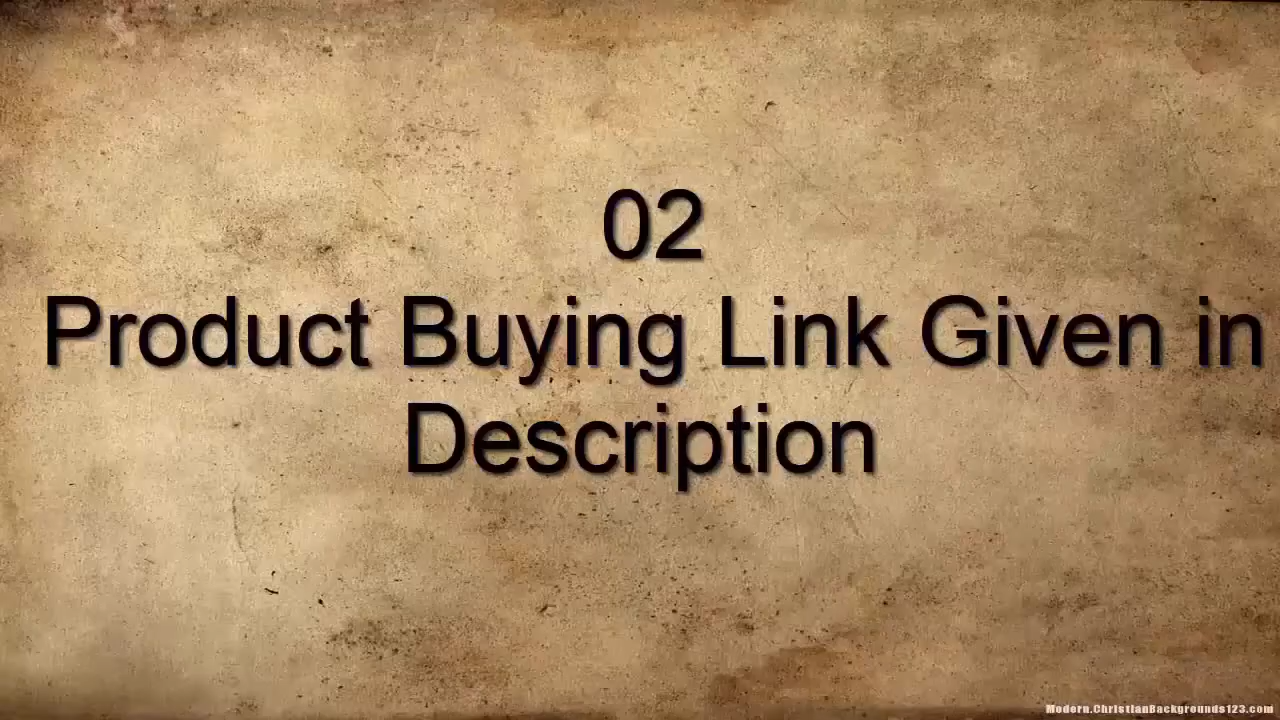 02
Product Buying Link Given in
Description
Modern.ChristianBackgrounds123.com